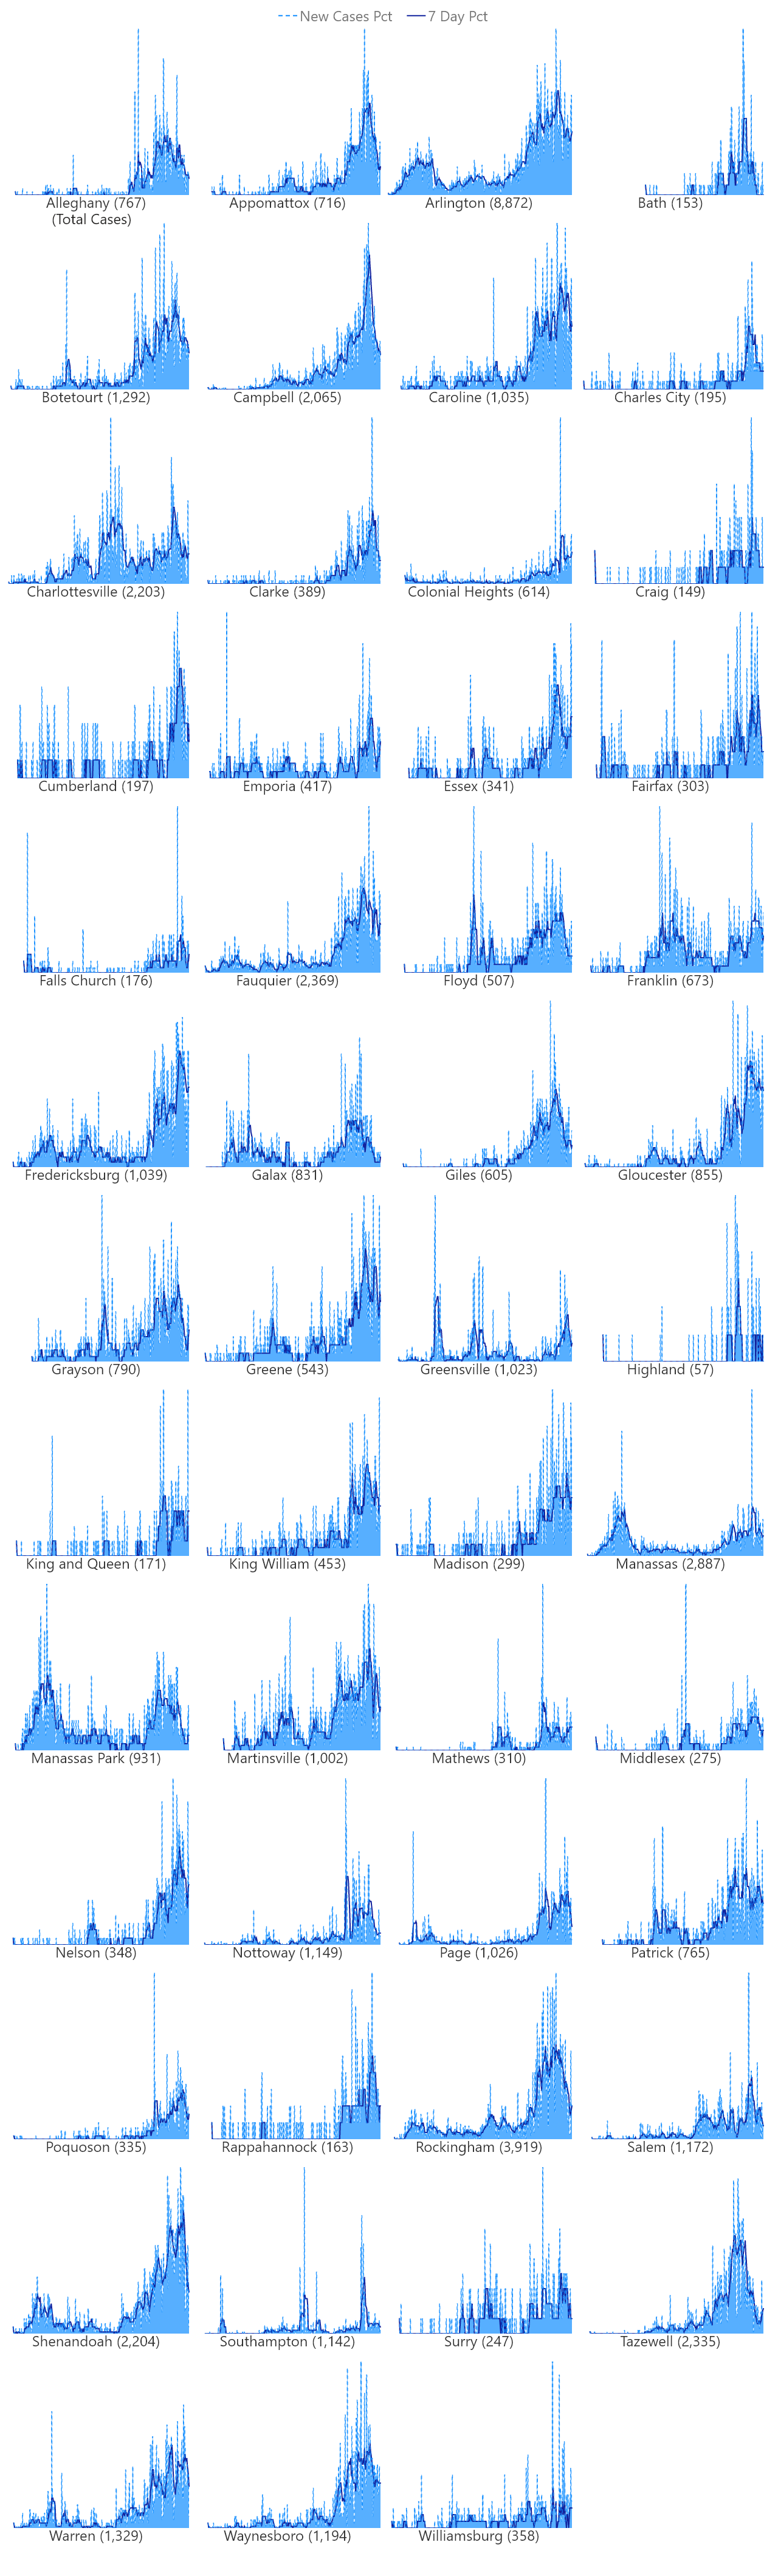 New Cases Pct 7 Day Pct
Alleghany (767) Appomattox (716) Arlington (8,872) Bath (153)
(Total Cases)
Botetourt (1,292) Campbell (2,065) Caroline (1,035) Charles City (195)
Charlottesville (2,203) Clarke (389) Colonial Heights (614) Craig (149)
Cumberland (197) Emporia (417) Essex (341) Fairfax (303)
Falls Church (176) Fauquier (2,369) Floyd (507) Franklin (673)
Fredericksburg (1,039) Galax (831) Giles (605) Gloucester (855)
Grayson (790) Greene (543) Greensville (1,023) Highland (57)
King and Queen (171) King William (453) Madison (299) Manassas (2,887)
Manassas Park (931) Martinsville (1,002) Mathews (310) Middlesex (275)
Nelson (348) Nottoway (1,149) Page (1,026) Patrick (765)
Poquoson (335) Rappahannock (163) Rockingham (3,919) Salem (1,172)
Shenandoah (2,204) Southampton (1,142) Surry (247) Tazewell (2,335)
Warren (1,329) Waynesboro (1,194) Williamsburg (358)